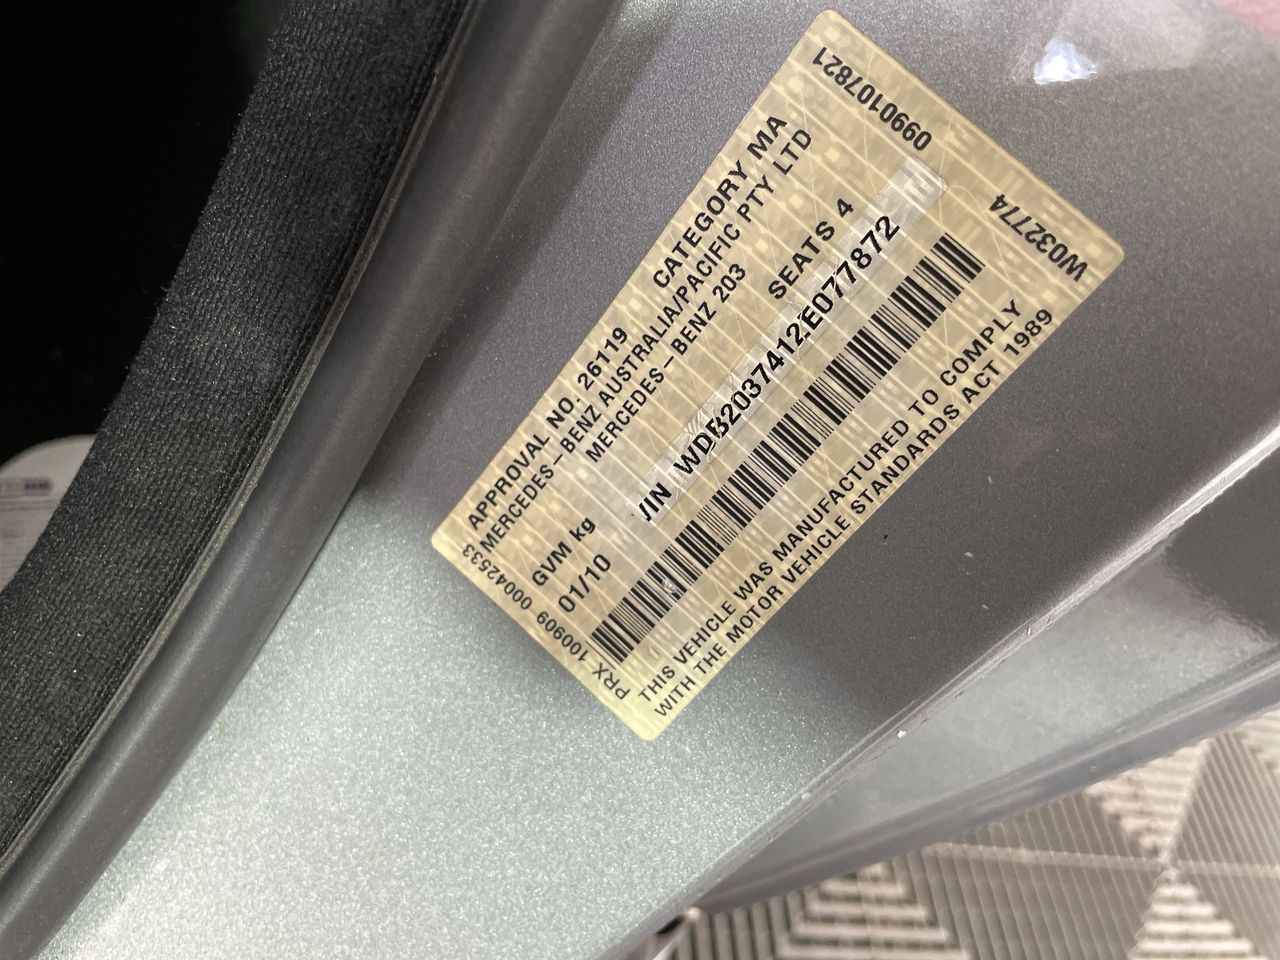 0990107821
W032774
APPROVAL NO. 26119 CATEGORY MA
MERCEDES-BENZ AUSTRALIA/PACIFIC PTY LTD
MERCEDES-BENZ 203
GVM kg SEATS 4
01/10
VIN WDB2037412E077872
THIS VEHICLE WAS MANUFACTURED TO COMPLY
WITH THE MOTOR VEHICLE STANDARDS ACT 1989
PRX 100909 00042533